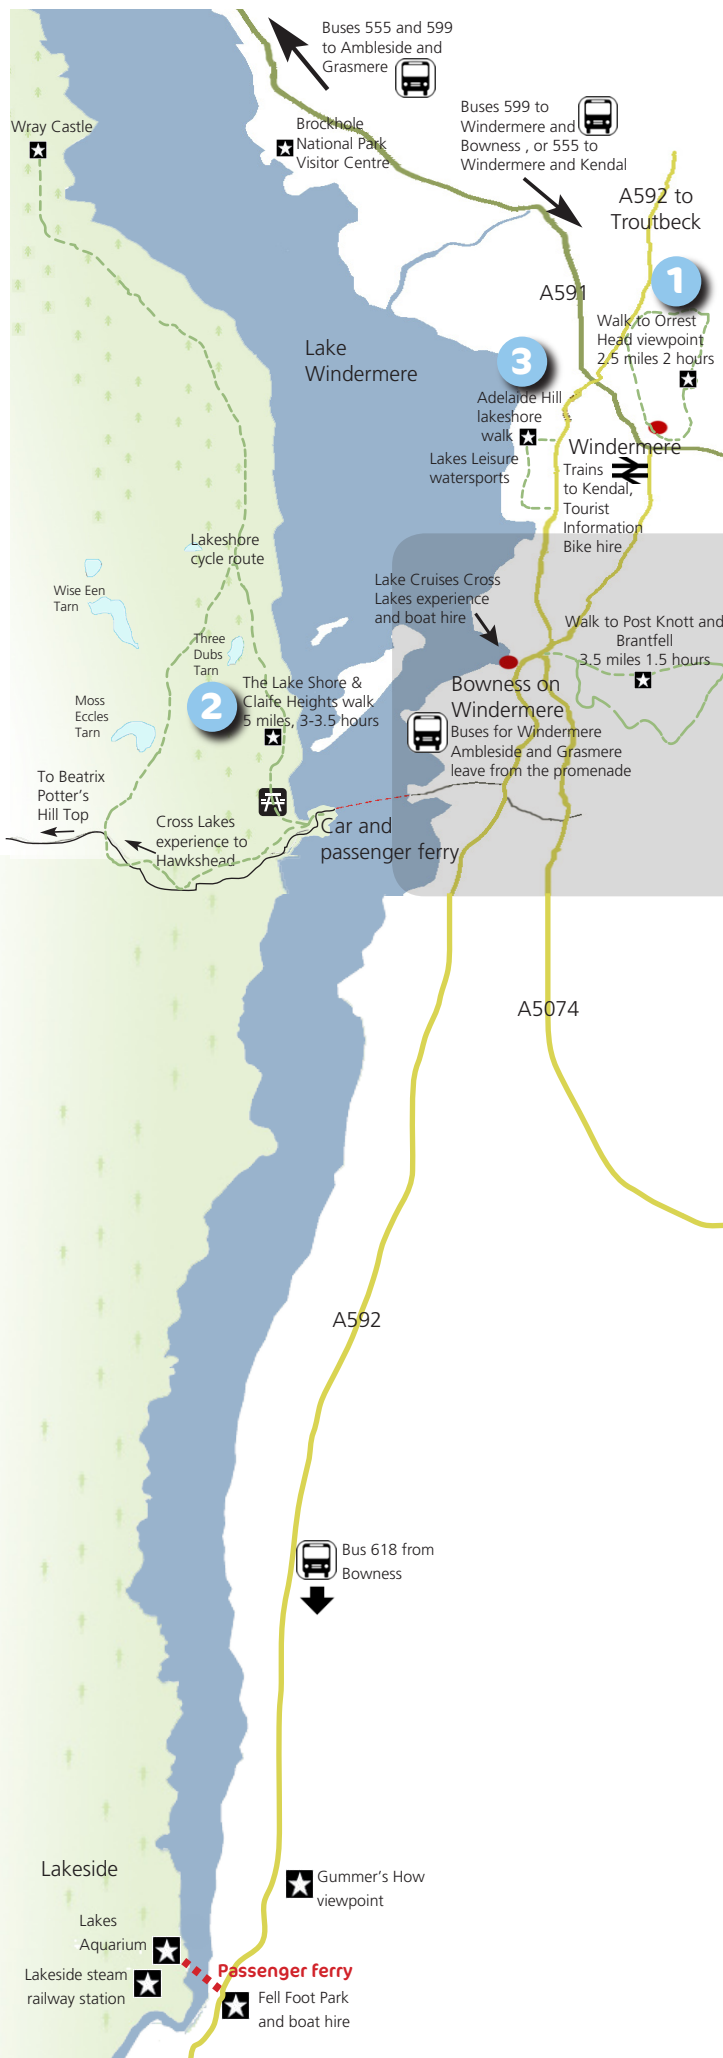 Buses 555 and 599
to Ambleside and
Grasmere
Wray Castle
Brockhole
National Park
Visitor Centre
Buses 599 to
Windermere and
Bowness , or 555 to
Windermere and Kendal
A592 to
Troutbeck
1
A591
Walk to Orrest
Head viewpoint
2.5 miles 2 hours
Lake
Windermere
3
Adelaide Hill
lakeshore
walk
Lakes Leisure
watersports
Windermere
Trains
to Kendal,
Tourist
Information
Bike hire
Lakeshore
cycle route
Wise Een
Tarn
Lake Cruises Cross
Lakes experience
and boat hire
Walk to Post Knott and
Brantfell
3.5 miles 1.5 hours
Three
Dubs
Tarn
2
The Lake Shore &
Claife Heights walk
5 miles, 3-3.5 hours
Moss
Eccles
Tarn
Bowness on
Windermere
Buses for Windermere
Ambleside and Grasmere
leave from the promenade
To Beatrix
Potter's
Hill Top
Cross Lakes
experience to
Hawkshead
Car and
passenger ferry
A5074
A592
Bus 618 from
Bowness
Lakeside
Gummer's How
viewpoint
Lakes
Aquarium
Lakeside steam
railway station
Passenger ferry
Fell Foot Park
and boat hire